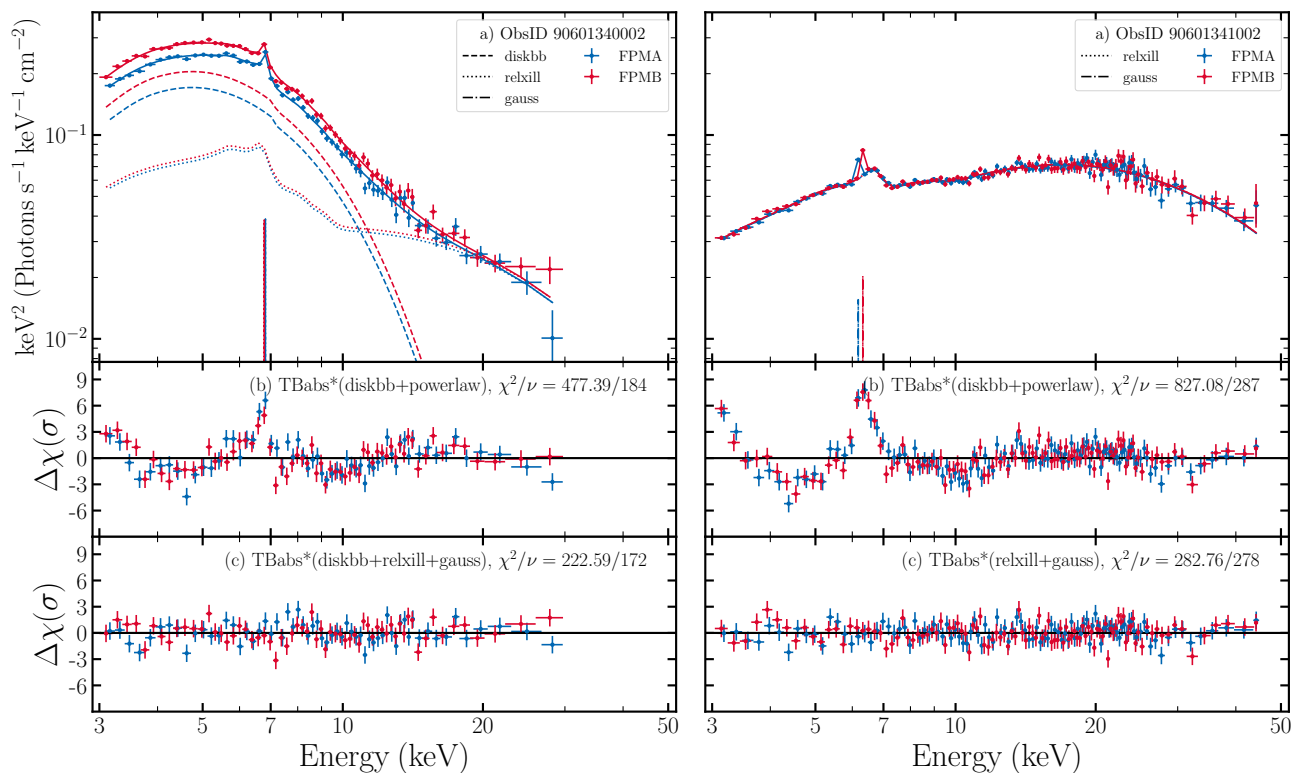 keV² (Photons s⁻¹ keV⁻¹ cm⁻²)
10⁻¹
10⁻²
a) ObsID 90601340002
diskbb
relxill
gauss
FPMA
FPMB
a) ObsID 90601341002
relxill
gauss
FPMA
FPMB
Δχ(σ)
9
6
3
0
-3
-6
(b) TBabs*(diskbb+powerlaw), χ²/ν = 477.39/184
(b) TBabs*(diskbb+powerlaw), χ²/ν = 827.08/287
Δχ(σ)
9
6
3
0
-3
-6
(c) TBabs*(diskbb+relxill+gauss), χ²/ν = 222.59/172
(c) TBabs*(relxill+gauss), χ²/ν = 282.76/278
3 5 7 10 20 50
3 5 7 10 20 50
Energy (keV)
Energy (keV)